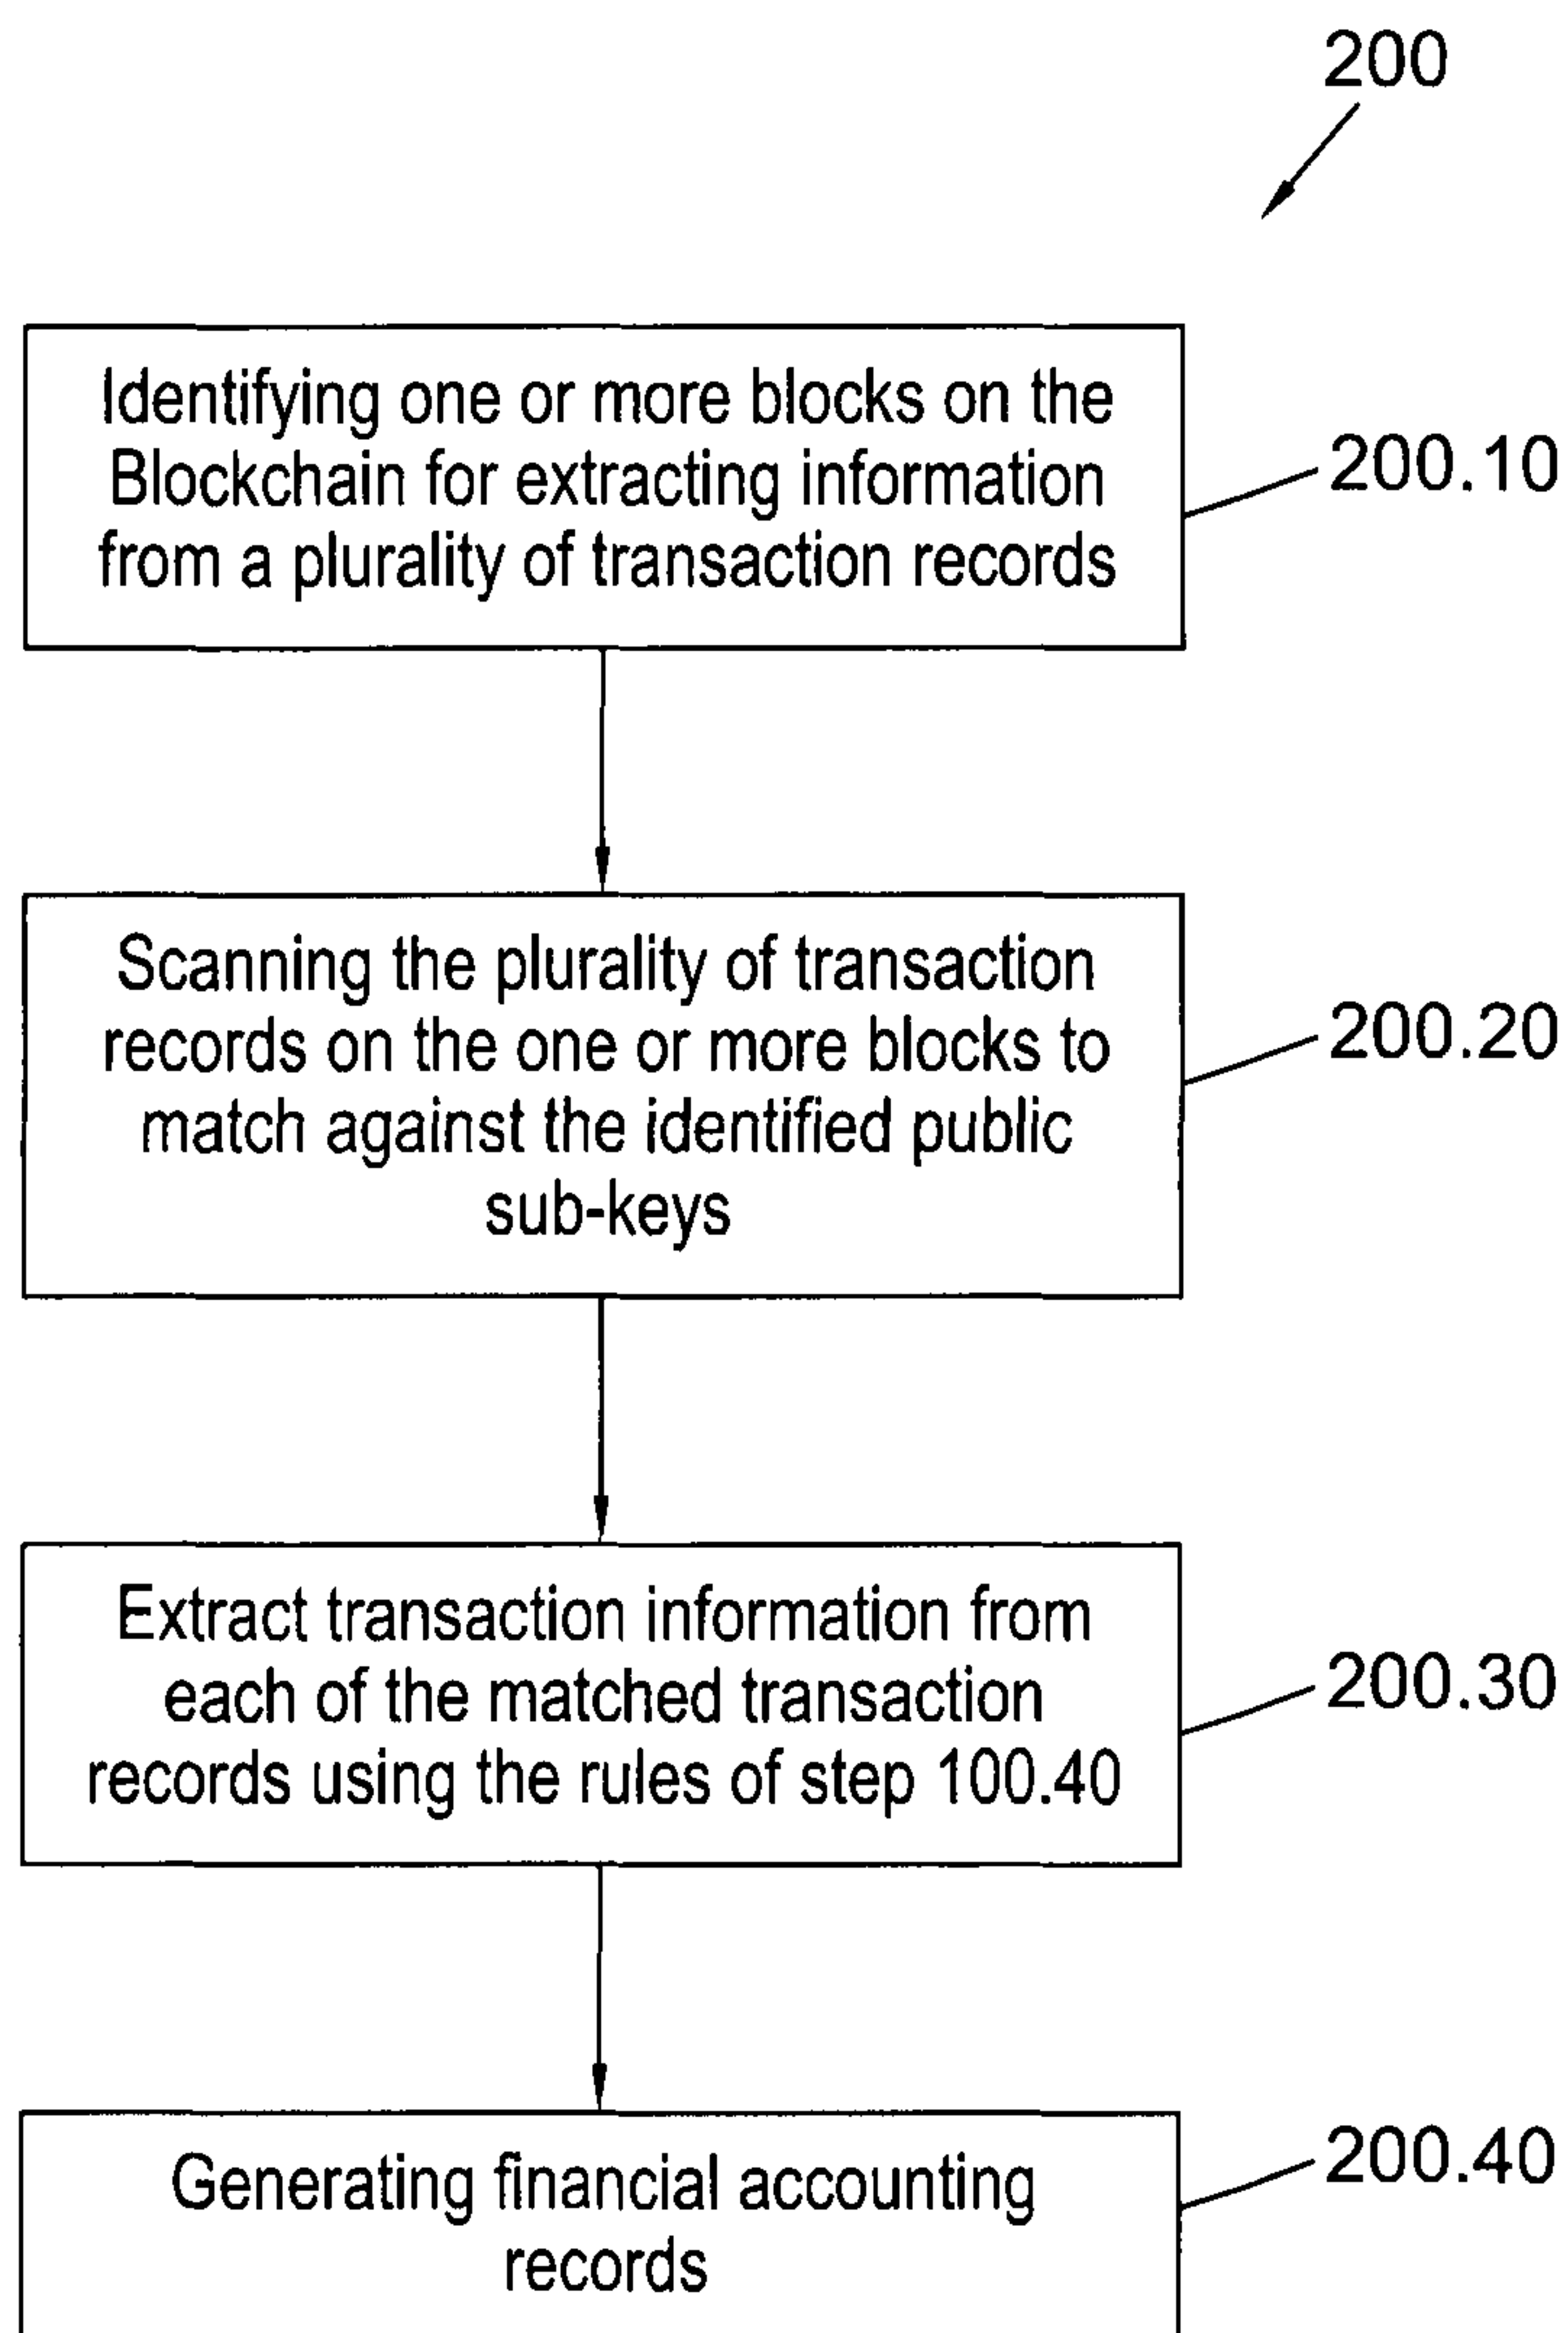 200
Identifying one or more blocks on the
Blockchain for extracting information
from a plurality of transaction records
200.10
Scanning the plurality of transaction
records on the one or more blocks to
match against the identified public
sub-keys
200.20
Extract transaction information from
each of the matched transaction
records using the rules of step 100.40
200.30
Generating financial accounting
records
200.40